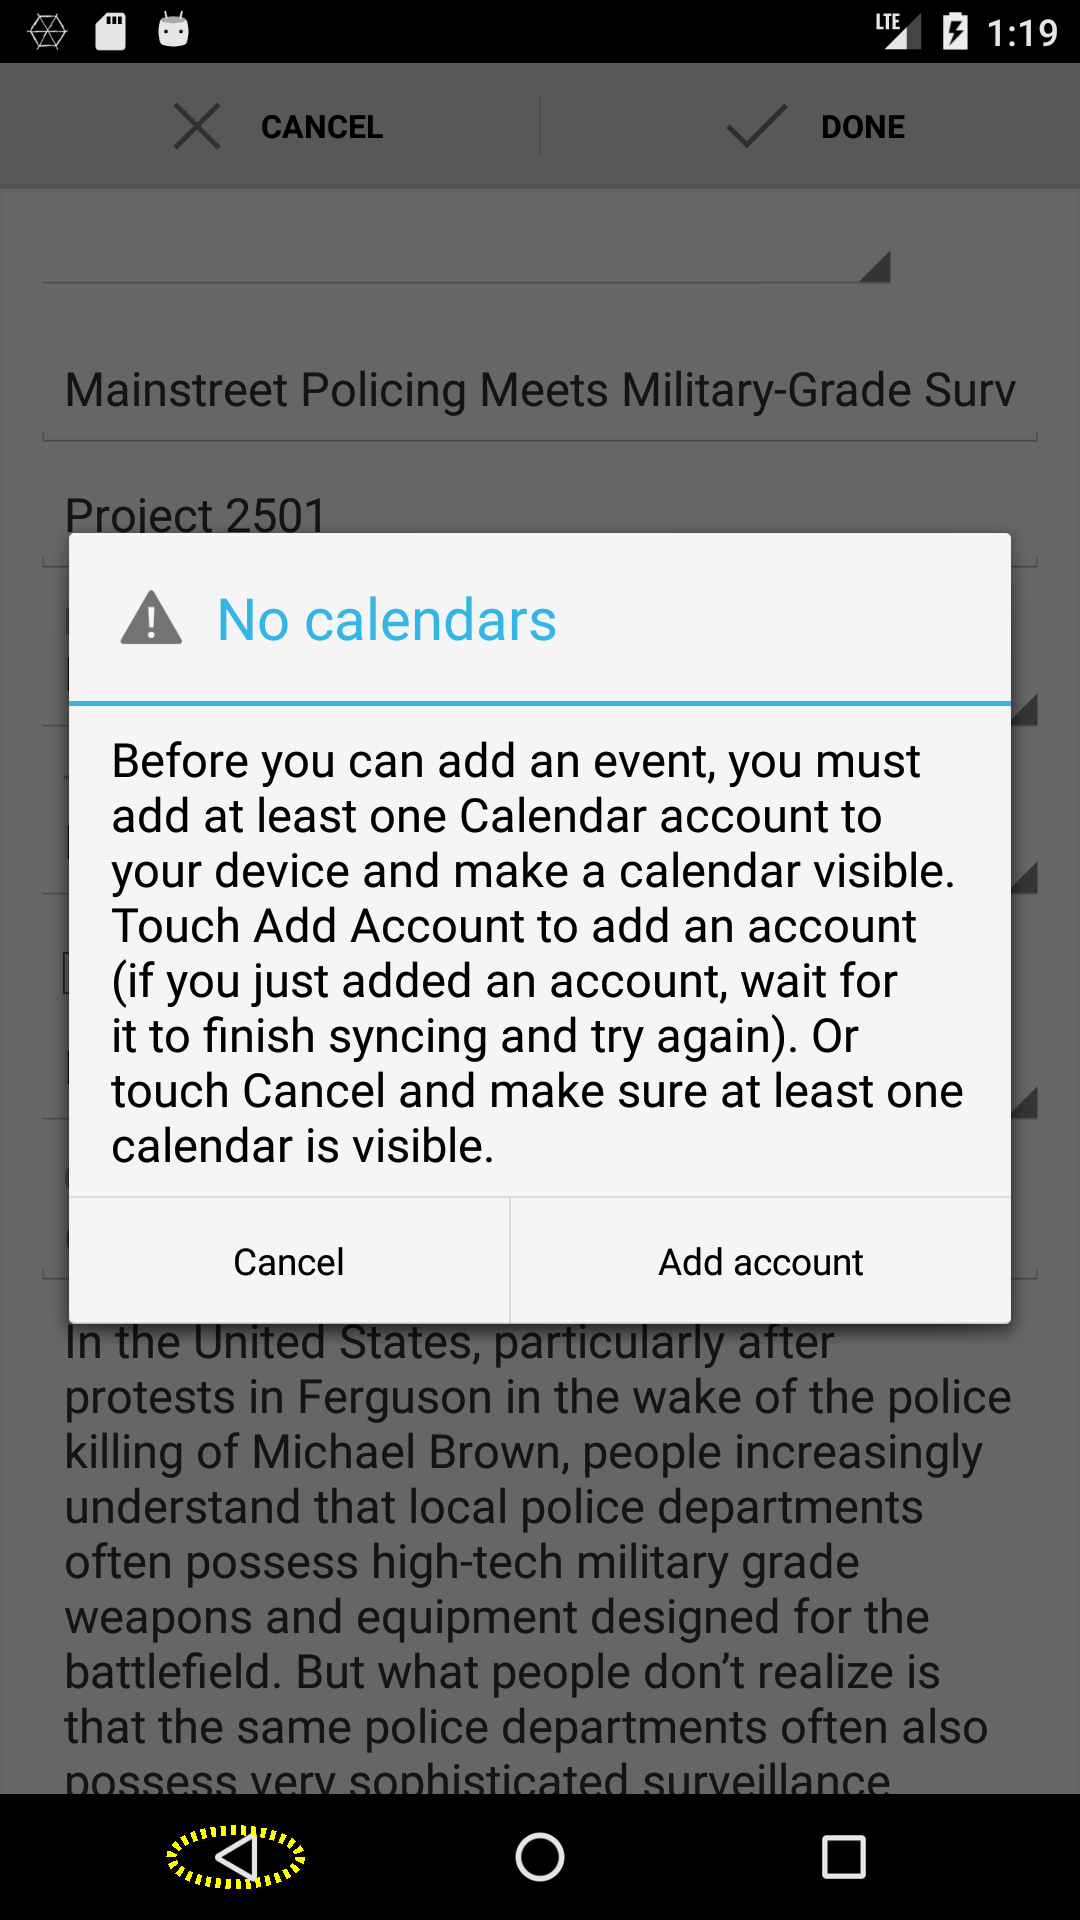 LTE 1:19
CANCEL DONE
Mainstreet Policing Meets Military-Grade Surv
Project 2501
No calendars
Before you can add an event, you must
add at least one Calendar account to
your device and make a calendar visible.
Touch Add Account to add an account
(if you just added an account, wait for
it to finish syncing and try again). Or
touch Cancel and make sure at least one
calendar is visible.
Cancel Add account
In the United States, particularly after
protests in Ferguson in the wake of the police
killing of Michael Brown, people increasingly
understand that local police departments
often possess high-tech military grade
weapons and equipment designed for the
battlefield. But what people don’t realize is
that the same police departments often also
possess very sophisticated surveillance